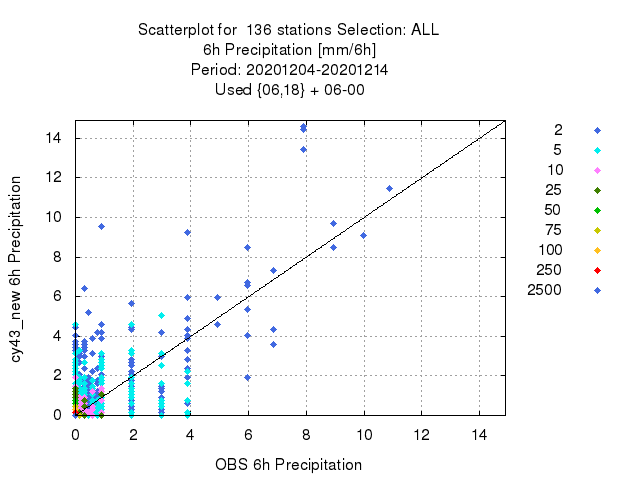 Scatterplot for 136 stations Selection: ALL
6h Precipitation [mm/6h]
Period: 20201204-20201214
Used {06,18} + 06-00
cy43_new 6h Precipitation
14
12
10
8
6
4
2
0
0 2 4 6 8 10 12 14
OBS 6h Precipitation
2
5
10
25
50
75
100
250
2500